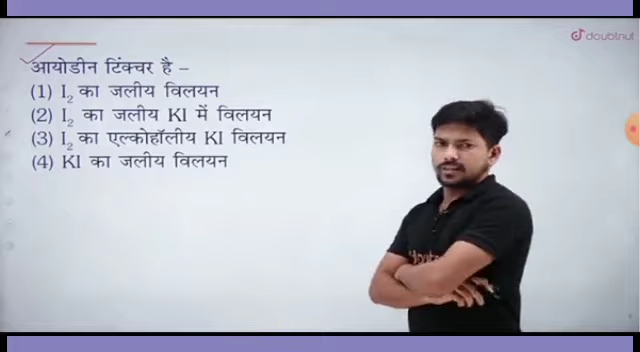 doubtnut
आयोडीन टिंक्चर है –
(1) I₂ का जलीय विलयन
(2) I₂ का जलीय KI में विलयन
(3) I₂ का एल्कोहॉलीय KI विलयन
(4) KI का जलीय विलयन